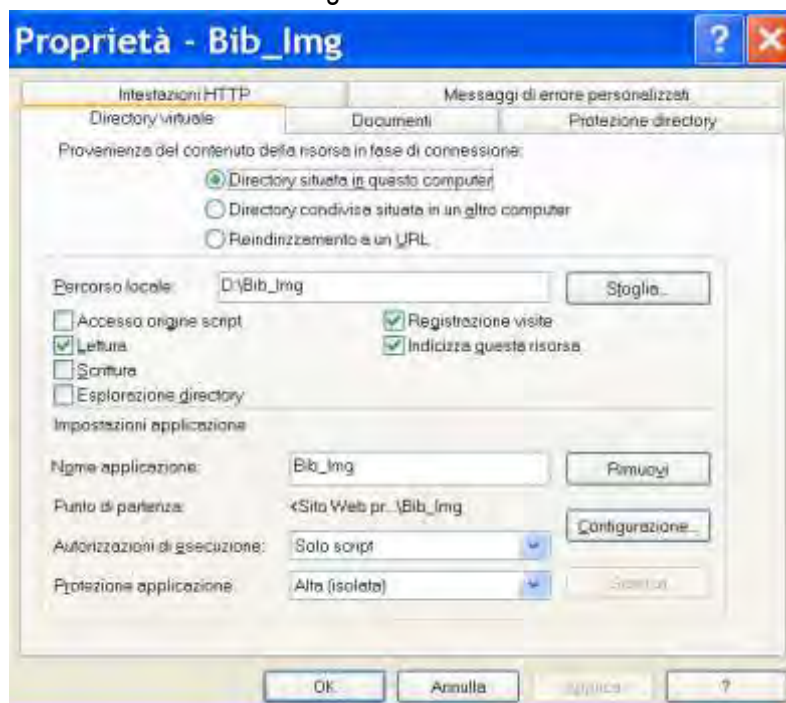 Proprietà - Bib_Img
Intestazioni HTTP Messaggi di errore personalizzati
Directory virtuale Documenti Protezione directory
Provenienza del contenuto della risorsa in fase di connessione:
Directory situata in questo computer
Directory condivisa situata in un altro computer
Reindirizzamento a un URL
Percorso locale: D:\Bib_Img Sfoglia...
Accesso origine script Registrazione visite
Lettura Indicizza questa risorsa
Scrittura
Esplorazione directory
Impostazioni applicazione
Nome applicazione: Bib_Img Rimuovi
Punto di partenza: <Sito Web pr...\Bib_Img
Configurazione...
Autorizzazioni di esecuzione: Solo script
Protezione applicazione: Alta (isolata) Scarica
OK Annulla Applica ?